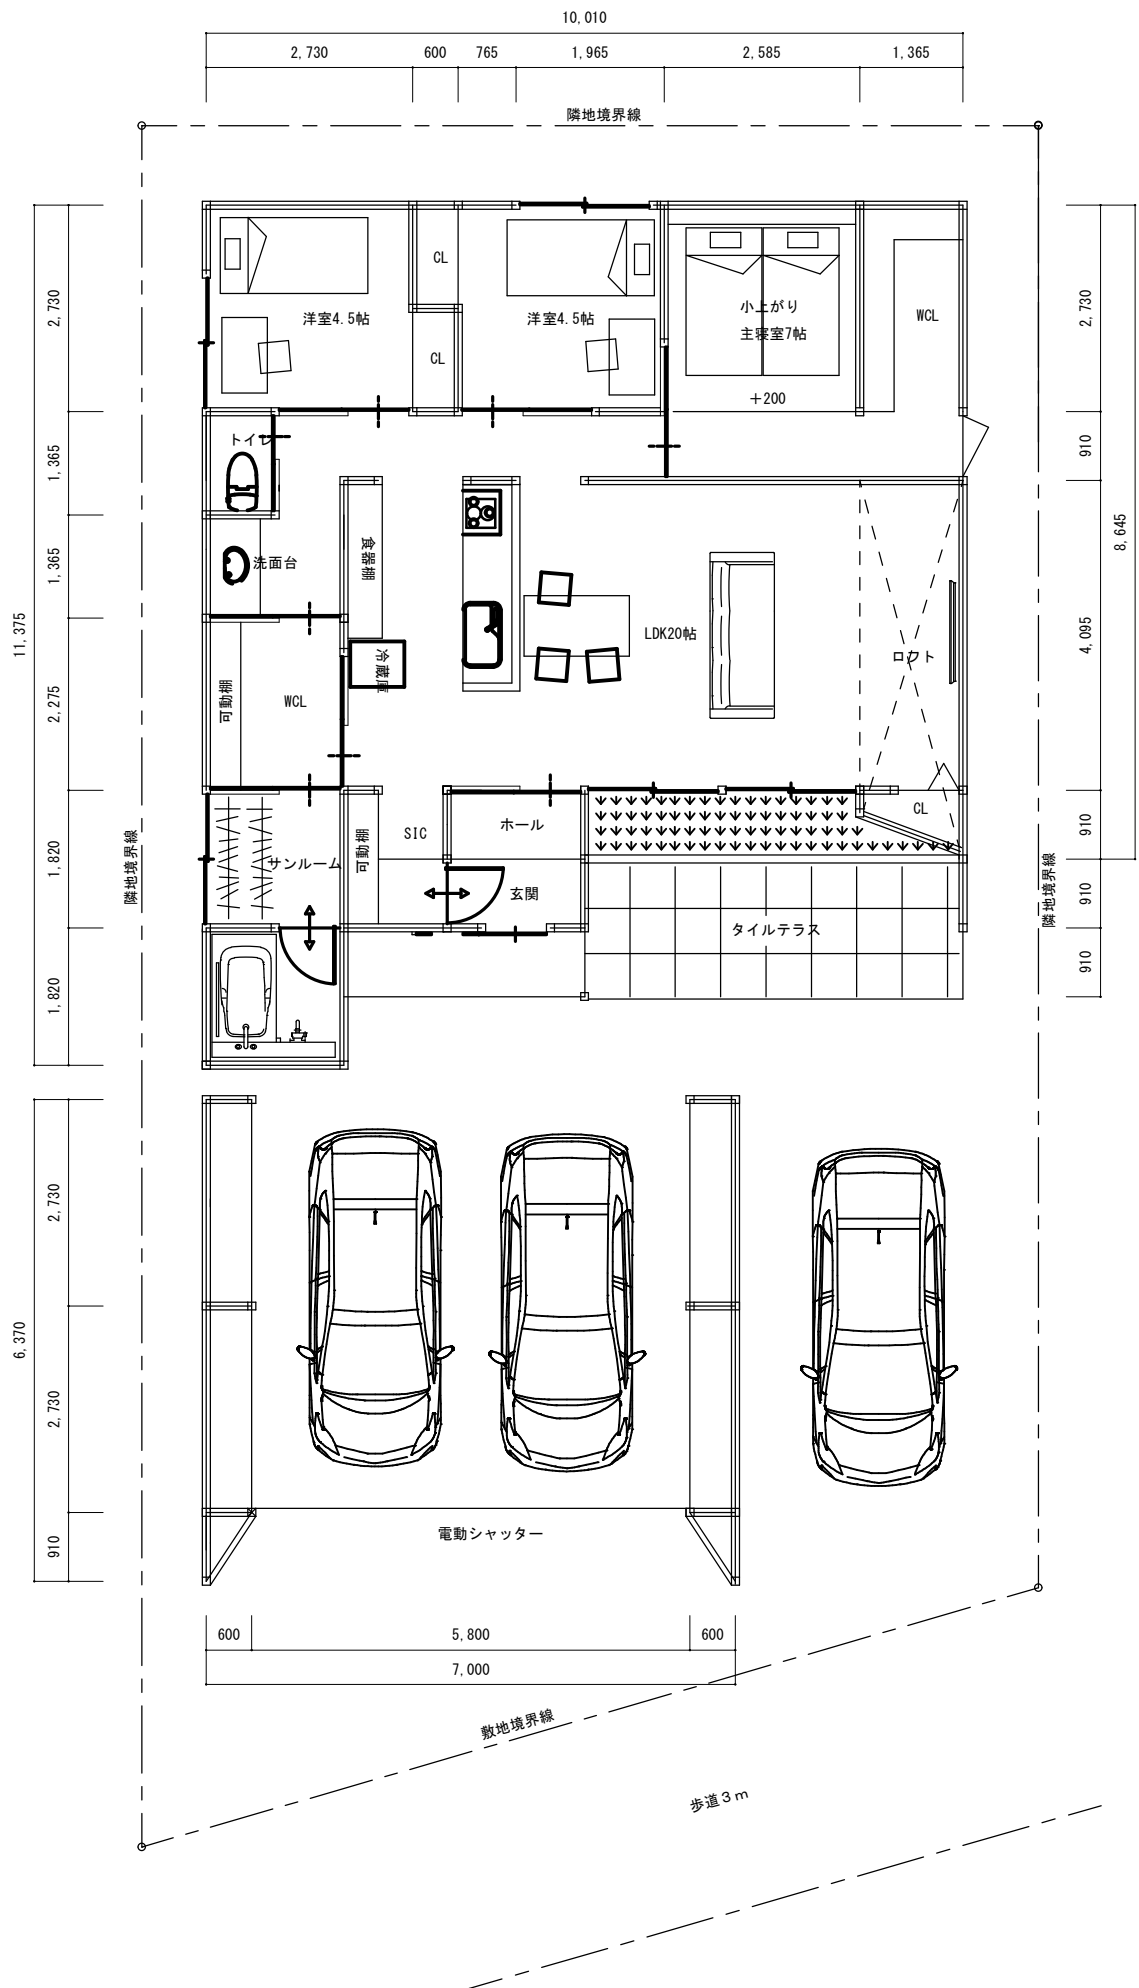 10,010
2,730
600
765
1,965
2,585
1,365
隣地境界線
CL
洋室4.5帖
洋室4.5帖
CL
小上がり
主寝室7帖
WCL
+200
2,730
1,365
1,365
2,275
1,820
1,820
11,375
2,730
910
4,095
910
910
910
8,645
トイレ
洗面台
食器棚
冷蔵庫
LDK20帖
ロフト
可動棚
WCL
サンルーム
可動棚
SIC
ホール
玄関
CL
タイルテラス
隣地境界線
隣地境界線
2,730
2,730
910
6,370
電動シャッター
600
5,800
600
7,000
敷地境界線
歩道3m